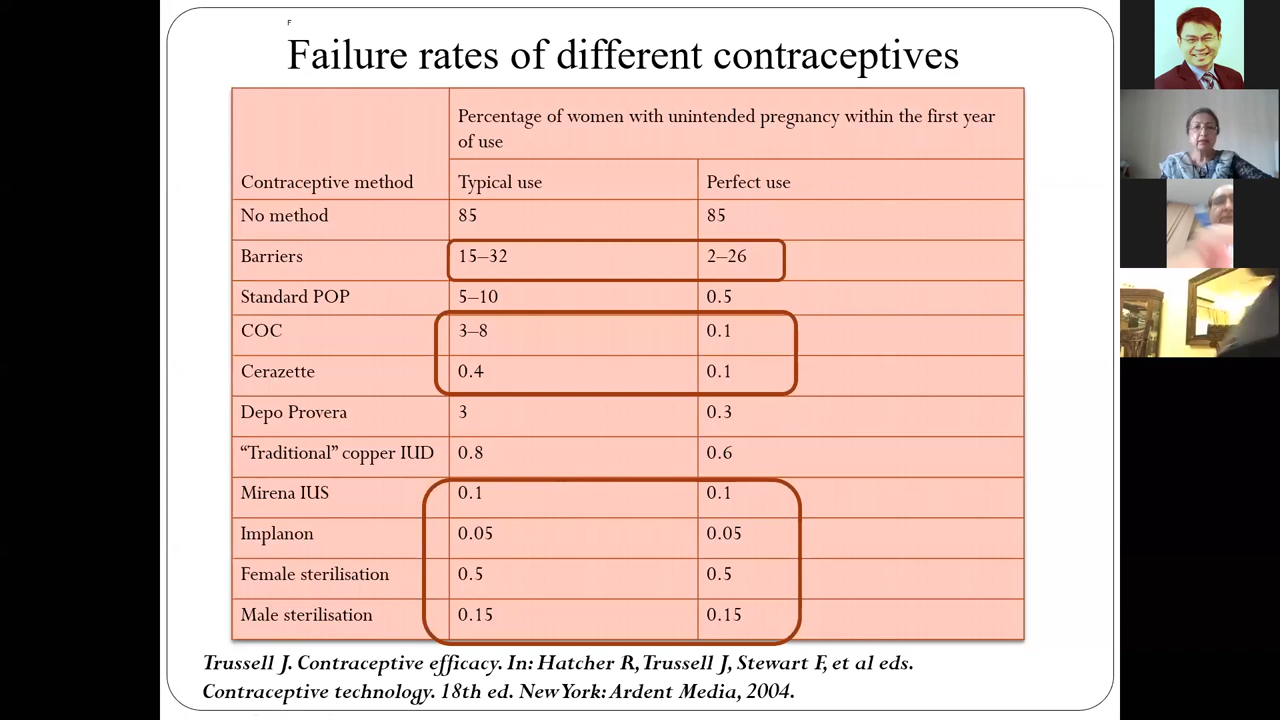 F
Failure rates of different contraceptives
Percentage of women with unintended pregnancy within the first year
of use
Contraceptive method Typical use Perfect use
No method 85 85
Barriers 15–32 2–26
Standard POP 5–10 0.5
COC 3–8 0.1
Cerazette 0.4 0.1
Depo Provera 3 0.3
“Traditional” copper IUD 0.8 0.6
Mirena IUS 0.1 0.1
Implanon 0.05 0.05
Female sterilisation 0.5 0.5
Male sterilisation 0.15 0.15
Trussell J. Contraceptive efficacy. In: Hatcher R, Trussell J, Stewart F, et al eds.
Contraceptive technology. 18th ed. New York: Ardent Media, 2004.